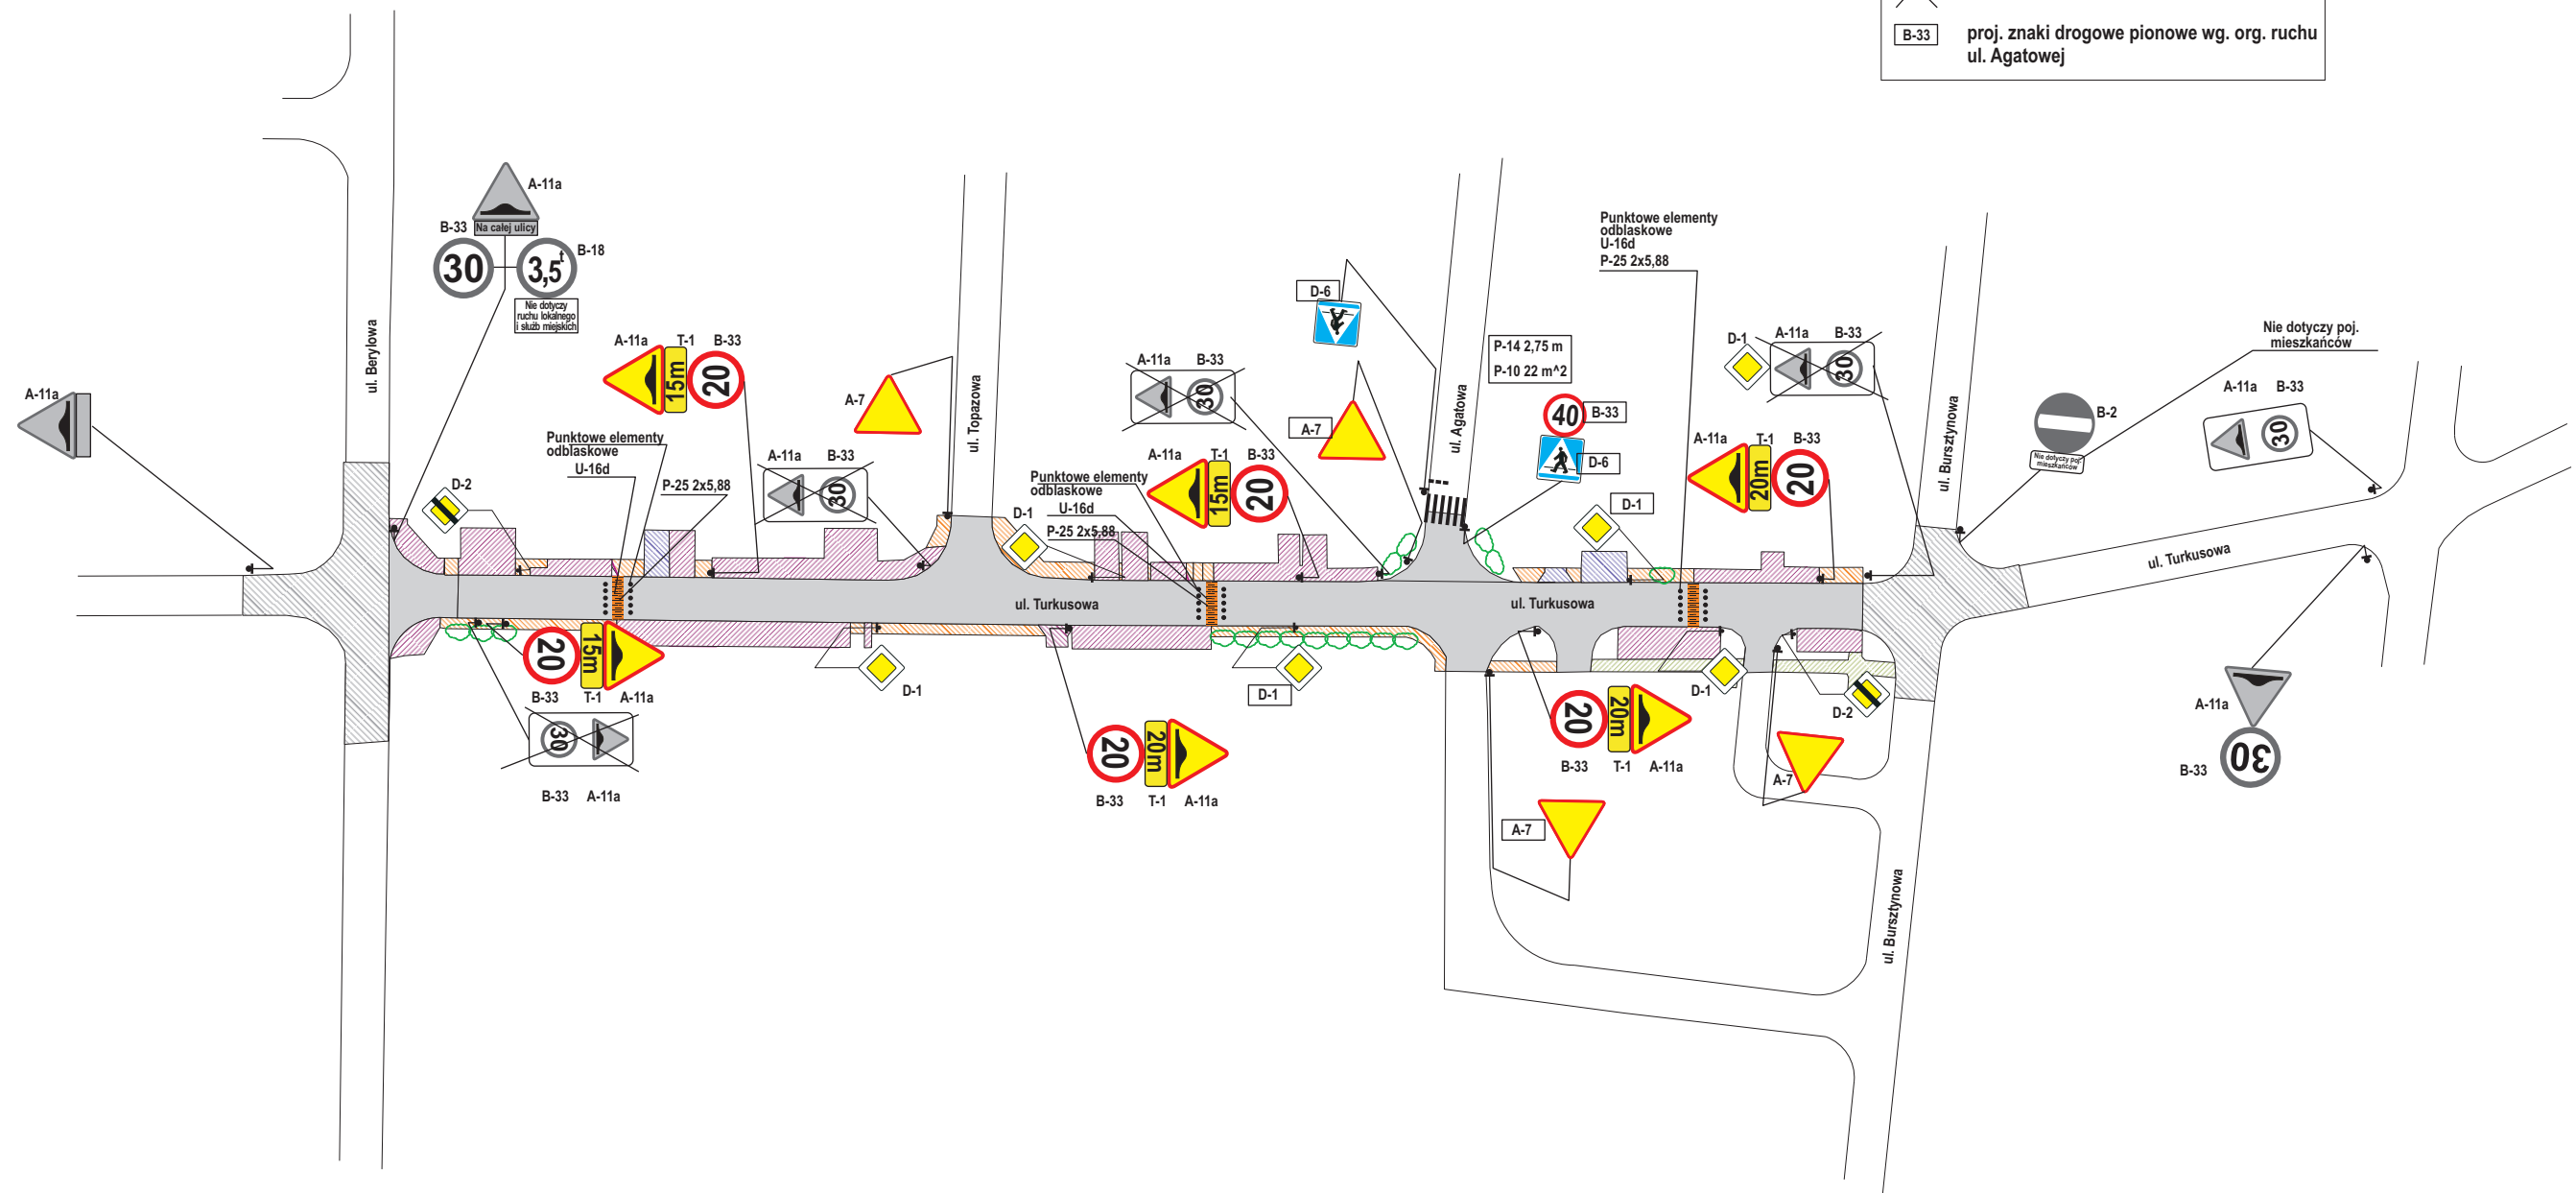 B-33
proj. znaki drogowe pionowe wg. org. ruchu
ul. Agatowej
A-11a
Na całej ulicy
B-33
30
3,5t
B-18
Nie dotyczy
ruchu lokalnego
i służb miejskich
ul. Berylowa
A-11a
D-2
A-11a
T-1
B-33
15m
20
Punktowe elementy
odblaskowe
U-16d
P-25 2x5,88
A-11a
B-33
30
A-7
ul. Topazowa
D-1
Punktowe elementy
odblaskowe
U-16d
P-25 2x5,88
A-11a
B-33
30
A-11a
T-1
B-33
15m
20
D-6
A-7
ul. Agatowa
P-14 2,75 m
P-10 22 m^2
40
B-33
D-6
D-1
Punktowe elementy
odblaskowe
U-16d
P-25 2x5,88
D-1
A-11a
B-33
30
A-11a
T-1
B-33
20m
20
ul. Bursztynowa
B-2
Nie dotyczy poj.
mieszkańców
Nie dotyczy poj.
mieszkańców
A-11a
B-33
30
ul. Turkusowa
ul. Turkusowa
ul. Turkusowa
20
15m
B-33
T-1
A-11a
30
B-33
A-11a
D-1
20
20m
B-33
T-1
A-11a
D-1
20
20m
B-33
T-1
A-11a
D-1
D-2
A-7
A-7
ul. Bursztynowa
A-11a
B-33
30